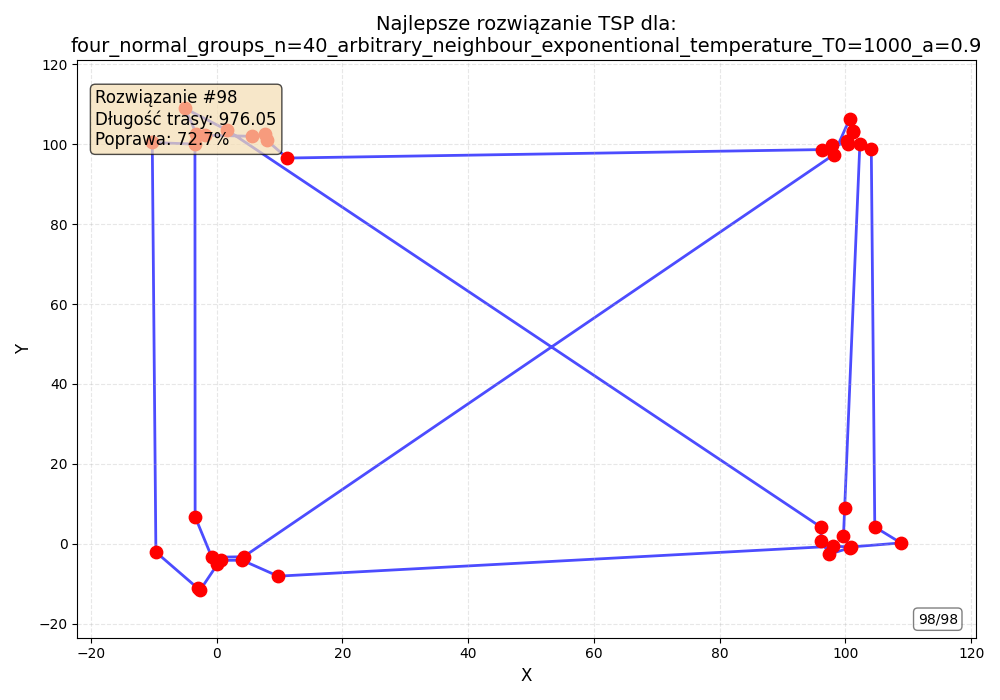 Najlepsze rozwiązanie TSP dla:
four_normal_groups_n=40_arbitrary_neighbour_exponential_temperature_T0=1000_a=0.9
Rozwiązanie #98
Długość trasy: 976.05
Poprawa: 72.7%
120
100
80
60
40
20
0
−20
Y
98/98
−20
0
20
40
60
80
100
120
X